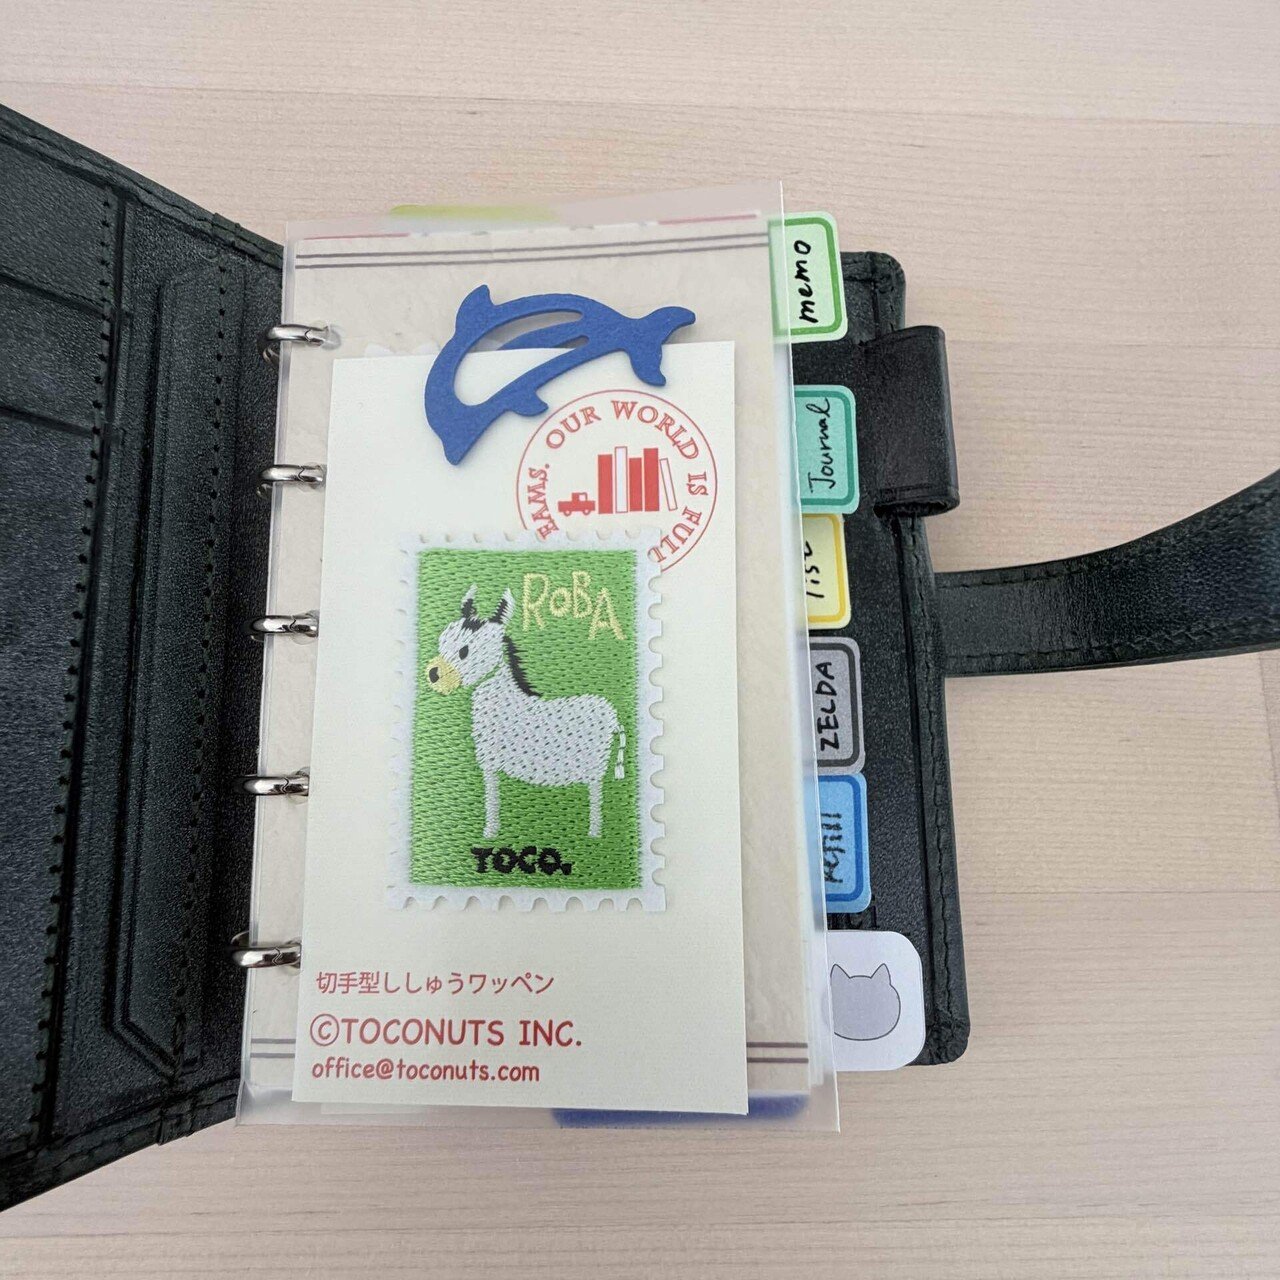 memo
Journal
list
ZELDA
refill
EAMS. OUR WORLD IS FULL
ROBA
TOCO.
切手型ししゅうワッペン
©TOCONUTS INC.
office@toconuts.com